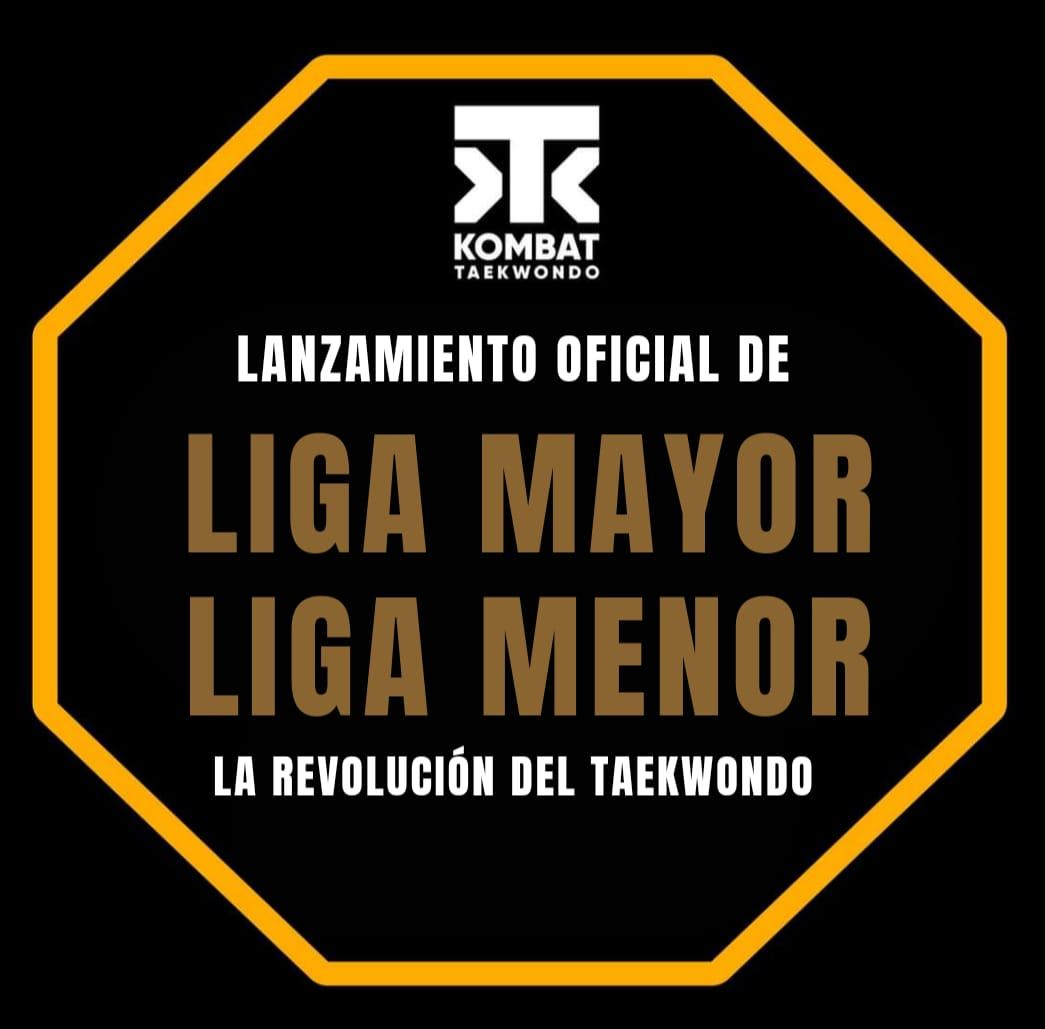 KOMBAT
TAEKWONDO
LANZAMIENTO OFICIAL DE
LIGA MAYOR
LIGA MENOR
LA REVOLUCIÓN DEL TAEKWONDO